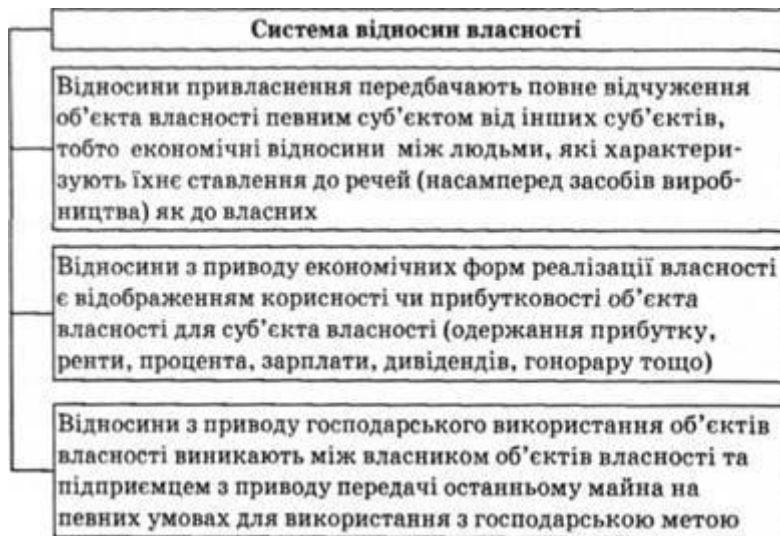 Система відносин власності
Відносини привласнення передбачають повне відчуження
об’єкта власності певним суб’єктом від інших суб’єктів,
тобто економічні відносини між людьми, які характери-
зують їхнє ставлення до речей (насамперед засобів вироб-
ництва) як до власних
Відносини з приводу економічних форм реалізації власності
є відображенням корисності чи прибутковості об’єкта
власності для суб’єкта власності (одержання прибутку,
ренти, процента, зарплати, дивідендів, гонорару тощо)
Відносини з приводу господарського використання об’єктів
власності виникають між власником об’єктів власності та
підприємцем з приводу передачі останньому майна на
певних умовах для використання з господарською метою